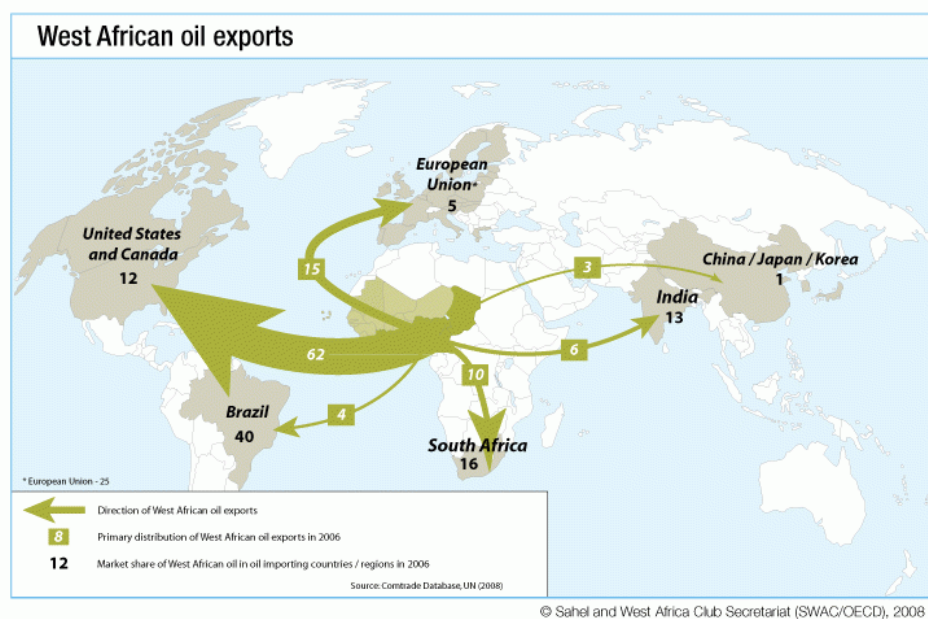 West African oil exports
European
Union*
5
United States
and Canada
12
15
3
China / Japan / Korea
1
India
13
62
6
10
4
Brazil
40
South Africa
16
* European Union - 25
Direction of West African oil exports
8
Primary distribution of West African oil exports in 2006
12
Market share of West African oil in oil importing countries / regions in 2006
Source: Comtrade Database, UN (2008)
© Sahel and West Africa Club Secretariat (SWAC/OECD), 2008